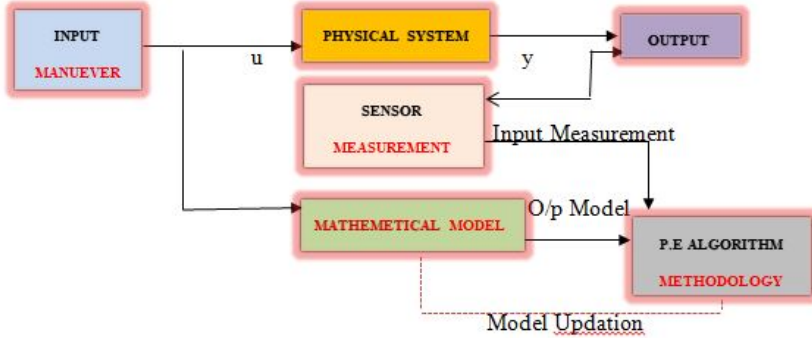 INPUT
MANUEVER
u
PHYSICAL SYSTEM
y
OUTPUT
SENSOR
MEASUREMENT
Input Measurement
MATHEMETICAL MODEL
O/p Model
P.E ALGORITHM
METHODOLOGY
Model Updation